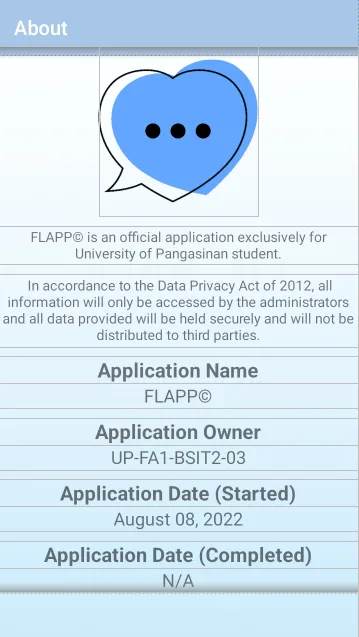 About
FLAPP© is an official application exclusively for
University of Pangasinan student.
In accordance to the Data Privacy Act of 2012, all
information will only be accessed by the administrators
and all data provided will be held securely and will not be
distributed to third parties.
Application Name
FLAPP©
Application Owner
UP-FA1-BSIT2-03
Application Date (Started)
August 08, 2022
Application Date (Completed)
N/A